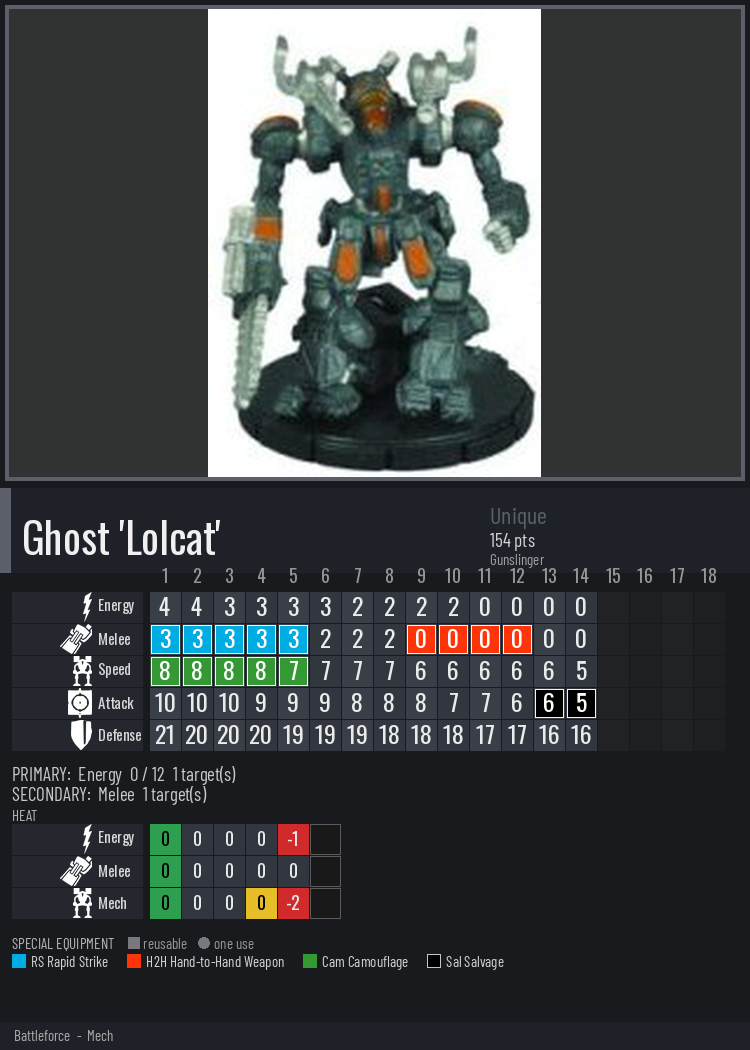 Ghost 'Lolcat'
Unique
154 pts
Gunslinger
1 2 3 4 5 6 7 8 9 10 11 12 13 14 15 16 17 18
Energy 4 4 3 3 3 3 2 2 2 2 0 0 0 0
Melee 3 3 3 3 3 2 2 2 0 0 0 0 0 0
Speed 8 8 8 8 7 7 7 7 6 6 6 6 6 5
Attack 10 10 10 9 9 9 8 8 8 7 7 6 6 5
Defense 21 20 20 20 19 19 19 18 18 18 17 17 16 16
PRIMARY: Energy 0 / 12 1 target(s)
SECONDARY: Melee 1 target(s)
HEAT
Energy 0 0 0 0 -1
Melee 0 0 0 0 0
Mech 0 0 0 0 -2
SPECIAL EQUIPMENT reusable one use
RS Rapid Strike H2H Hand-to-Hand Weapon Cam Camouflage Sal Salvage
Battleforce - Mech